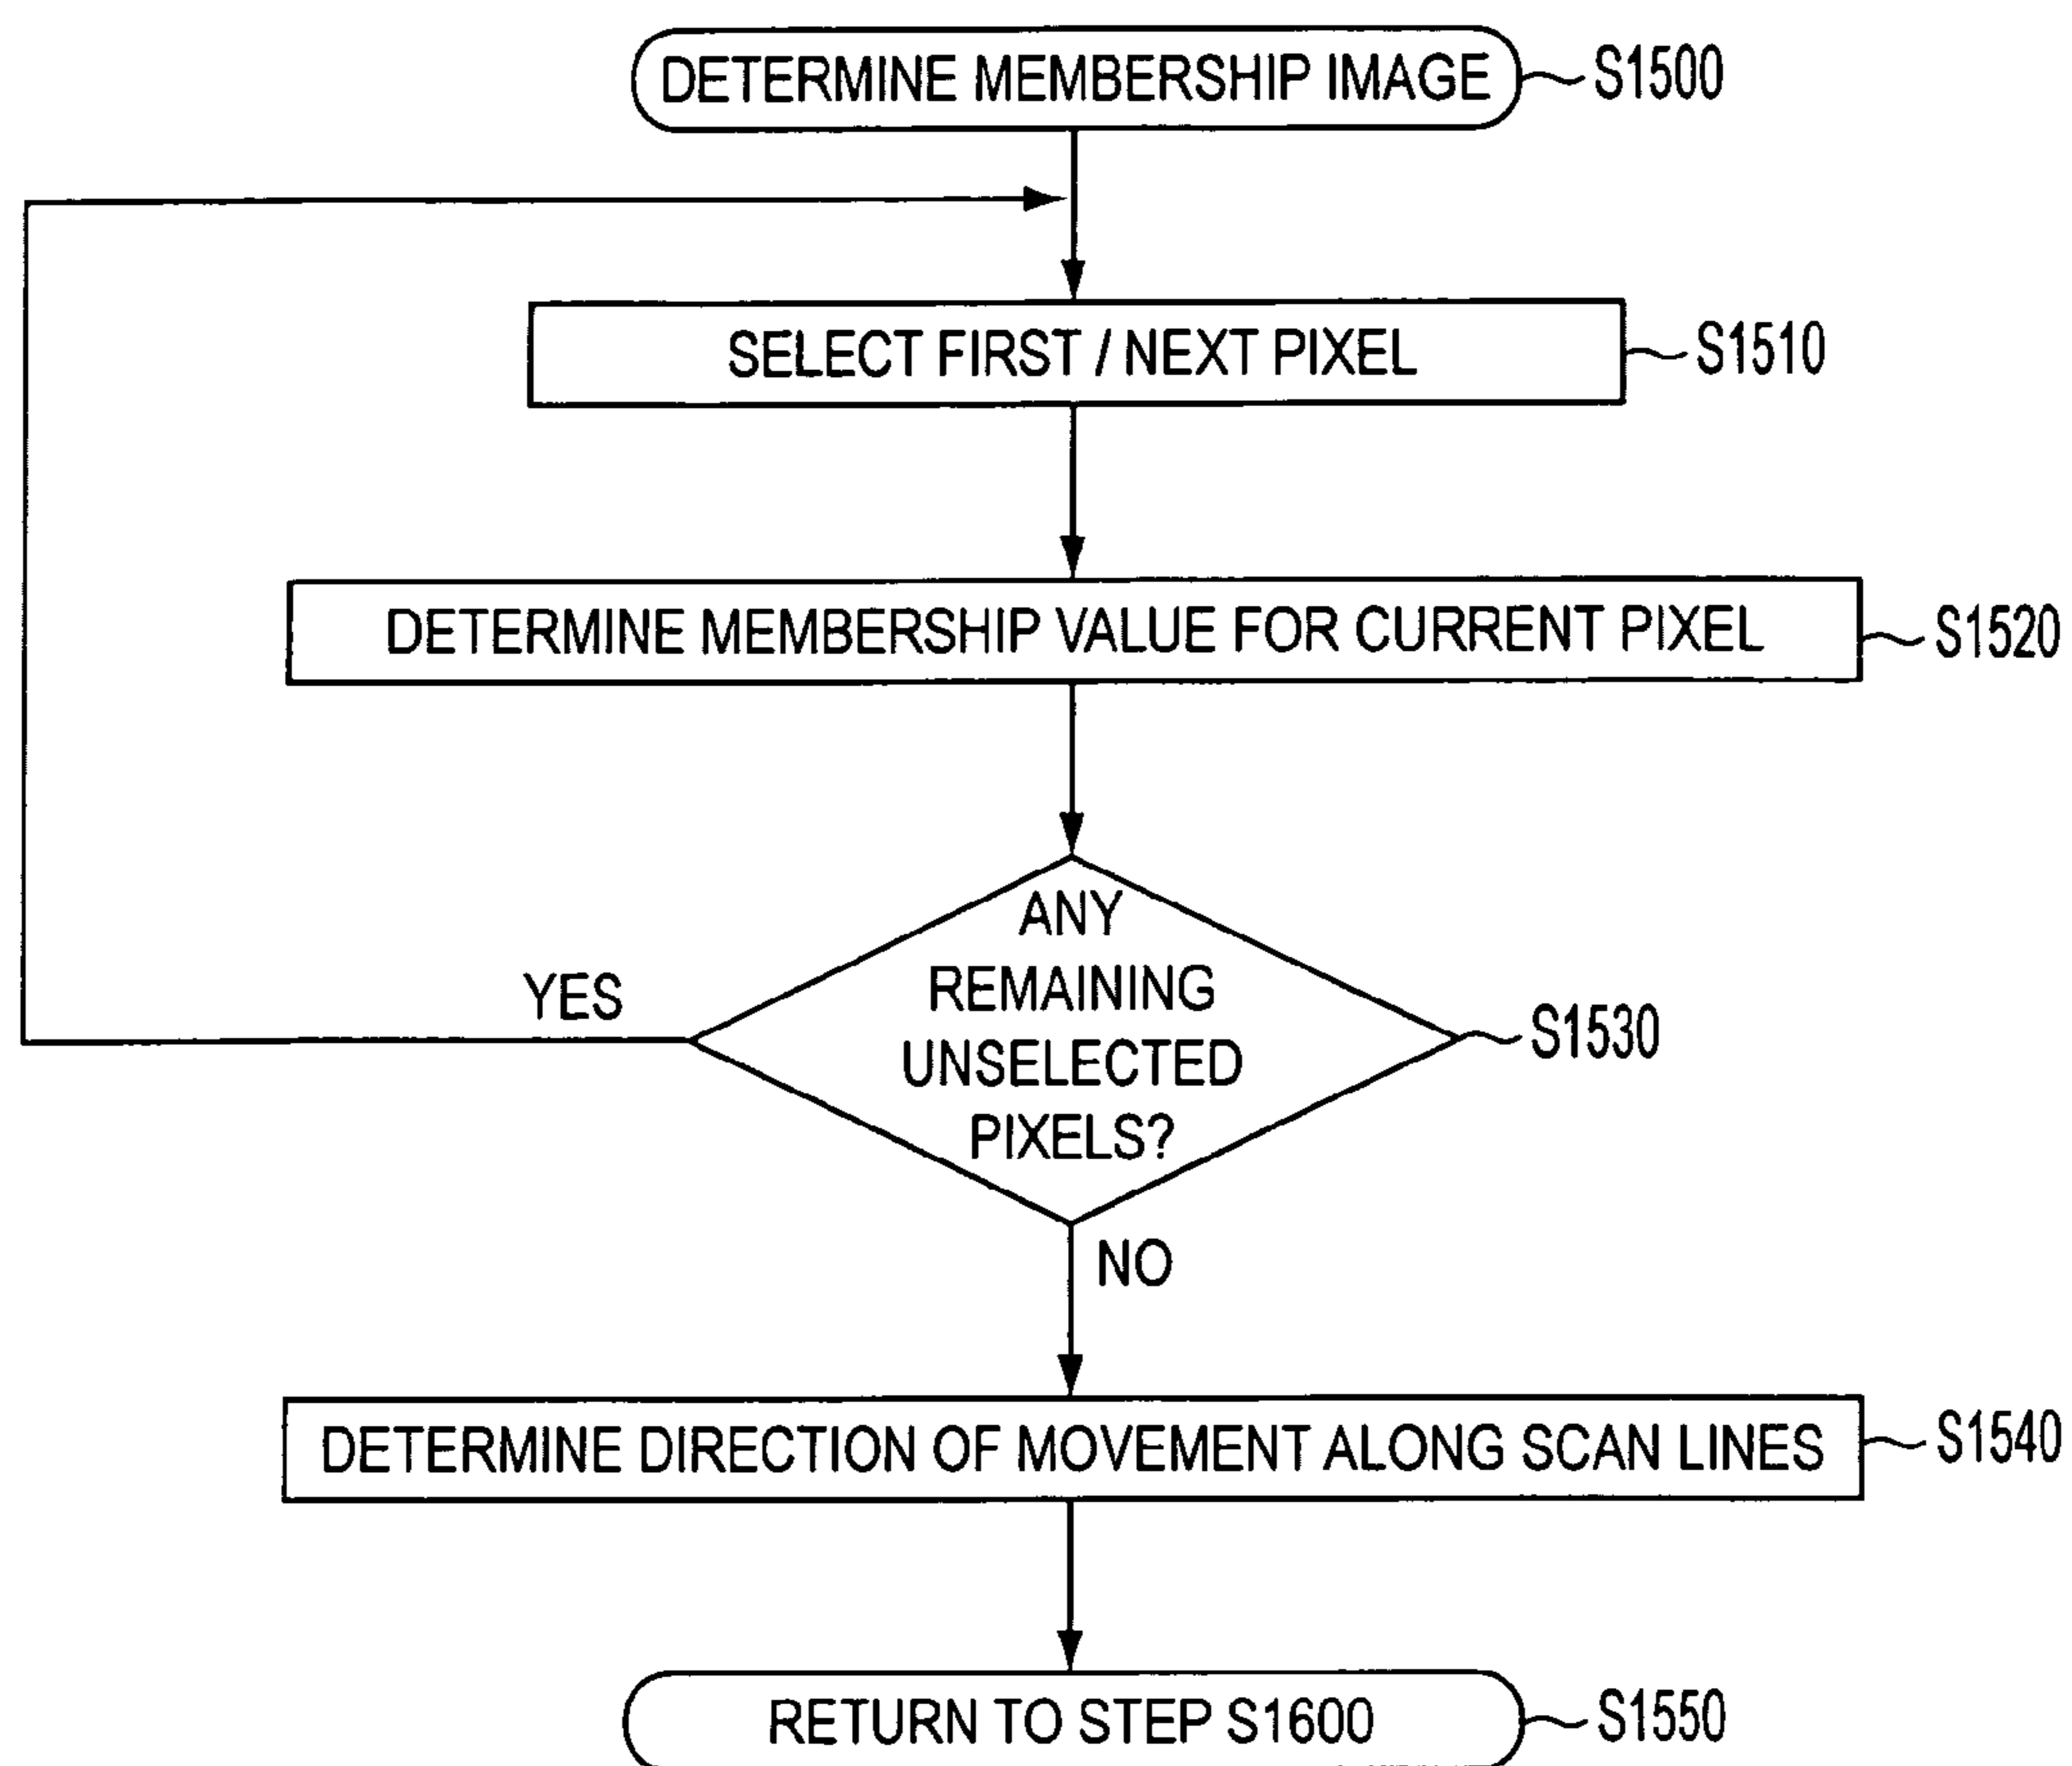 DETERMINE MEMBERSHIP IMAGE
S1500
SELECT FIRST / NEXT PIXEL
S1510
DETERMINE MEMBERSHIP VALUE FOR CURRENT PIXEL
S1520
ANY
REMAINING
UNSELECTED
PIXELS?
YES
S1530
NO
DETERMINE DIRECTION OF MOVEMENT ALONG SCAN LINES
S1540
RETURN TO STEP S1600
S1550